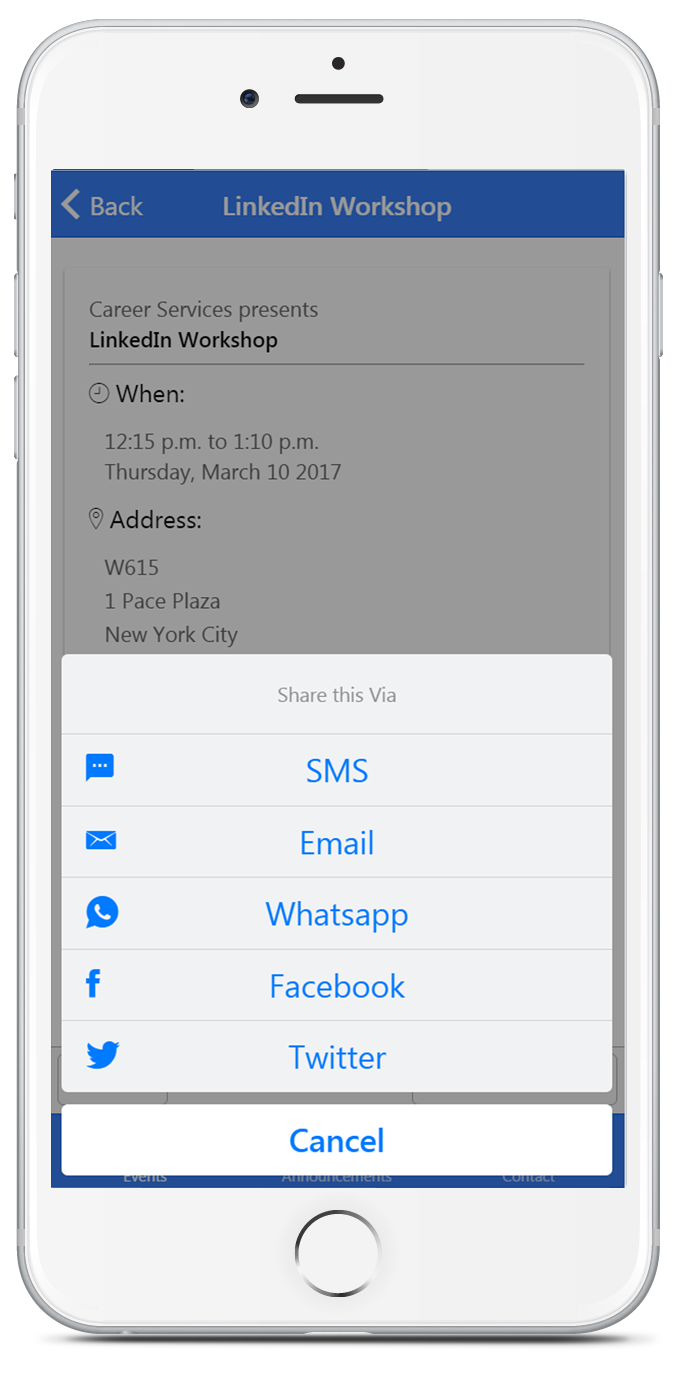 Back
LinkedIn Workshop
Career Services presents
LinkedIn Workshop
When:
12:15 p.m. to 1:10 p.m.
Thursday, March 10 2017
Address:
W615
1 Pace Plaza
New York City
Share this Via
SMS
Email
Whatsapp
Facebook
Twitter
Cancel
Events
Announcements
Contact